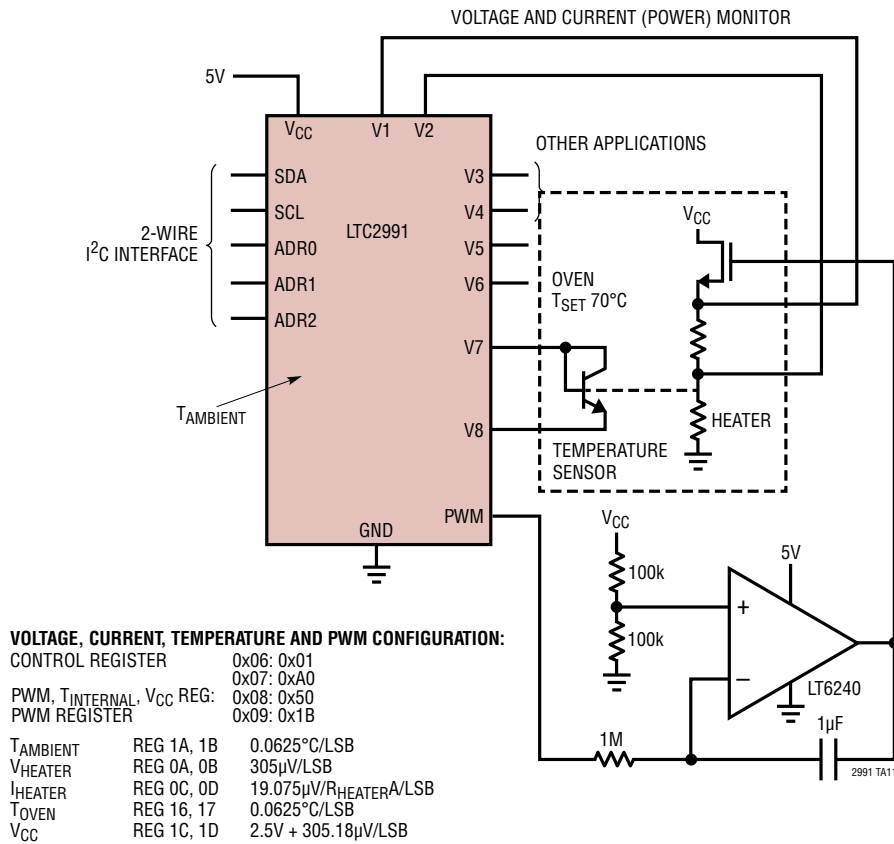 VOLTAGE AND CURRENT (POWER) MONITOR
5V
VCC
V1
V2
OTHER APPLICATIONS
SDA
SCL
ADR0
ADR1
ADR2
2-WIRE
I2C INTERFACE
LTC2991
V3
V4
V5
V6
V7
V8
PWM
GND
TAMBIENT
VCC
OVEN
TSET 70°C
HEATER
TEMPERATURE
SENSOR
VCC
100k
100k
5V
+
–
LT6240
1M
1µF
2991 TA11
VOLTAGE, CURRENT, TEMPERATURE AND PWM CONFIGURATION:
CONTROL REGISTER 0x06: 0x01
0x07: 0xA0
PWM, TINTERNAL, VCC REG: 0x08: 0x50
PWM REGISTER 0x09: 0x1B
TAMBIENT REG 1A, 1B 0.0625°C/LSB
VHEATER REG 0A, 0B 305µV/LSB
IHEATER REG 0C, 0D 19.075µV/RHEATERA/LSB
TOVEN REG 16, 17 0.0625°C/LSB
VCC REG 1C, 1D 2.5V + 305.18µV/LSB